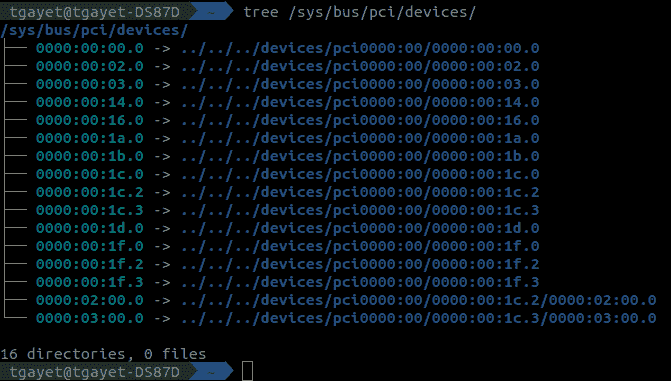 tgayet@tgayet-DS87D ~ tree /sys/bus/pci/devices/
/sys/bus/pci/devices/
├── 0000:00:00.0 -> ../../../devices/pci0000:00/0000:00:00.0
├── 0000:00:02.0 -> ../../../devices/pci0000:00/0000:00:02.0
├── 0000:00:03.0 -> ../../../devices/pci0000:00/0000:00:03.0
├── 0000:00:14.0 -> ../../../devices/pci0000:00/0000:00:14.0
├── 0000:00:16.0 -> ../../../devices/pci0000:00/0000:00:16.0
├── 0000:00:1a.0 -> ../../../devices/pci0000:00/0000:00:1a.0
├── 0000:00:1b.0 -> ../../../devices/pci0000:00/0000:00:1b.0
├── 0000:00:1c.0 -> ../../../devices/pci0000:00/0000:00:1c.0
├── 0000:00:1c.2 -> ../../../devices/pci0000:00/0000:00:1c.2
├── 0000:00:1c.3 -> ../../../devices/pci0000:00/0000:00:1c.3
├── 0000:00:1d.0 -> ../../../devices/pci0000:00/0000:00:1d.0
├── 0000:00:1f.0 -> ../../../devices/pci0000:00/0000:00:1f.0
├── 0000:00:1f.2 -> ../../../devices/pci0000:00/0000:00:1f.2
├── 0000:00:1f.3 -> ../../../devices/pci0000:00/0000:00:1f.3
├── 0000:02:00.0 -> ../../../devices/pci0000:00/0000:00:1c.2/0000:02:00.0
└── 0000:03:00.0 -> ../../../devices/pci0000:00/0000:00:1c.3/0000:03:00.0
16 directories, 0 files
tgayet@tgayet-DS87D ~